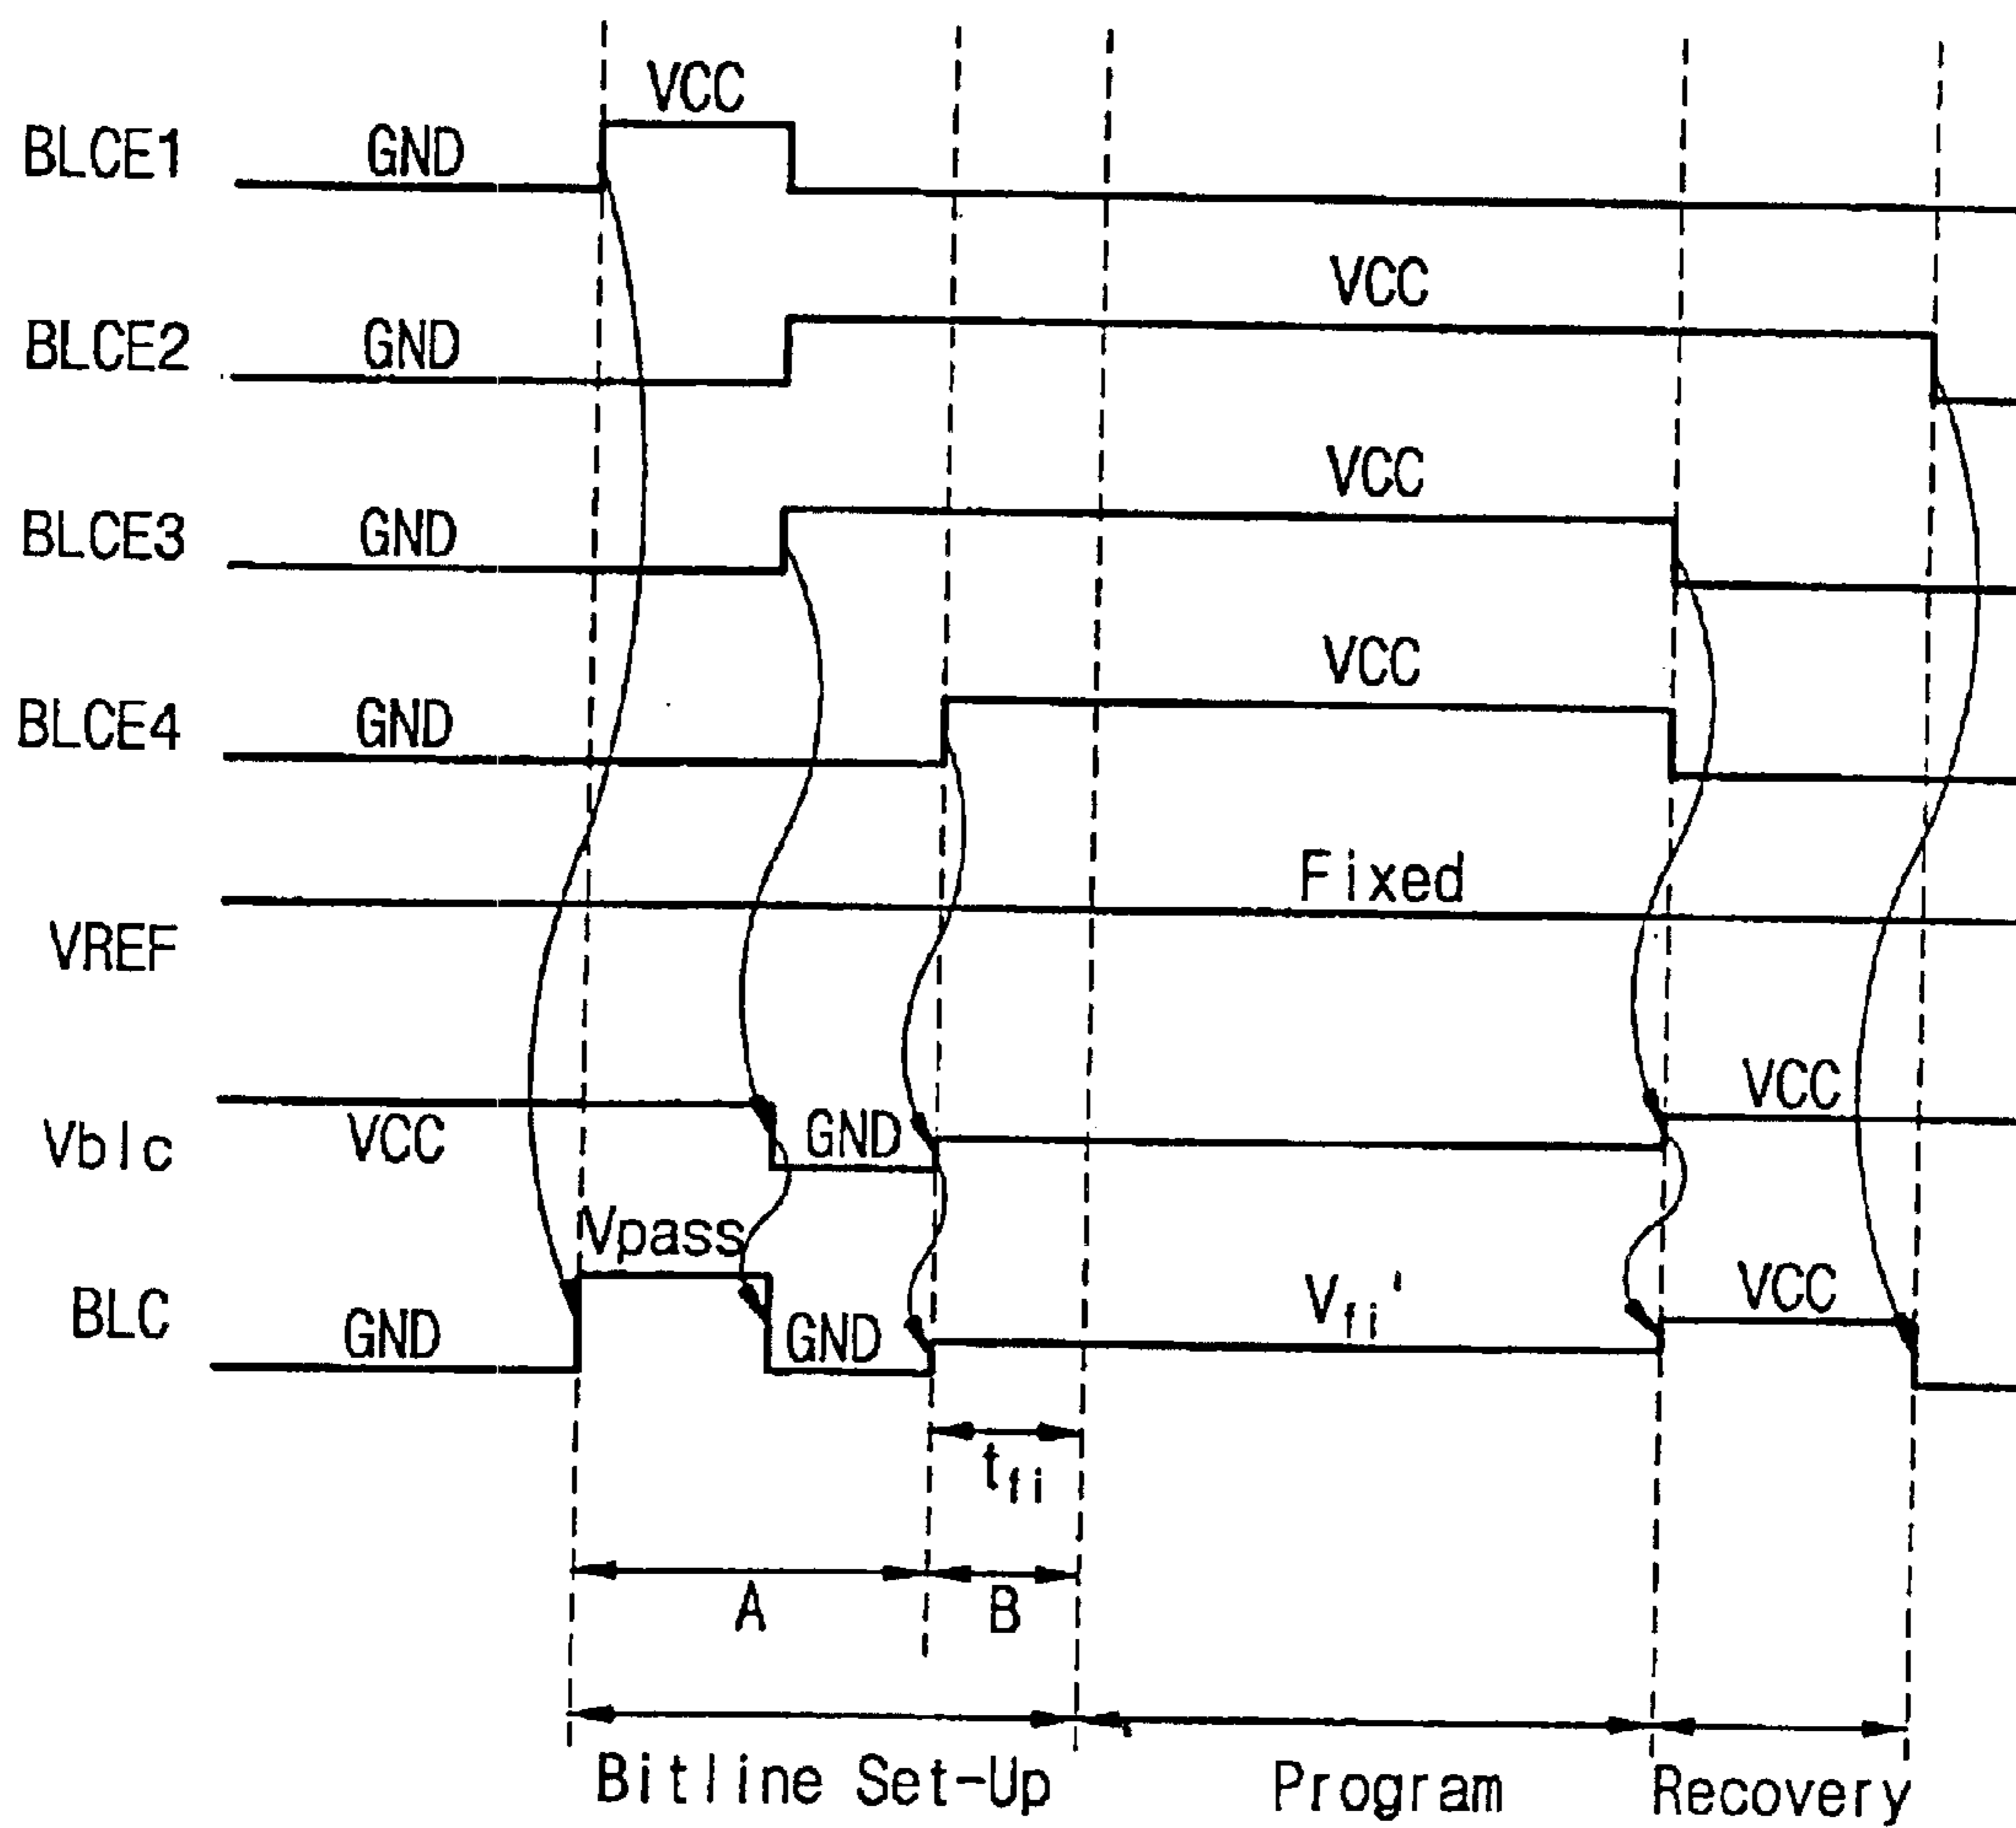 VCC
BLCE1 GND
VCC
BLCE2 GND
VCC
BLCE3 GND
VCC
BLCE4 GND
Fixed
VREF
VCC
Vblc VCC GND
Vpass
BLC GND GND Vfi' VCC
tfi
A B
Bitline Set-Up Program Recovery